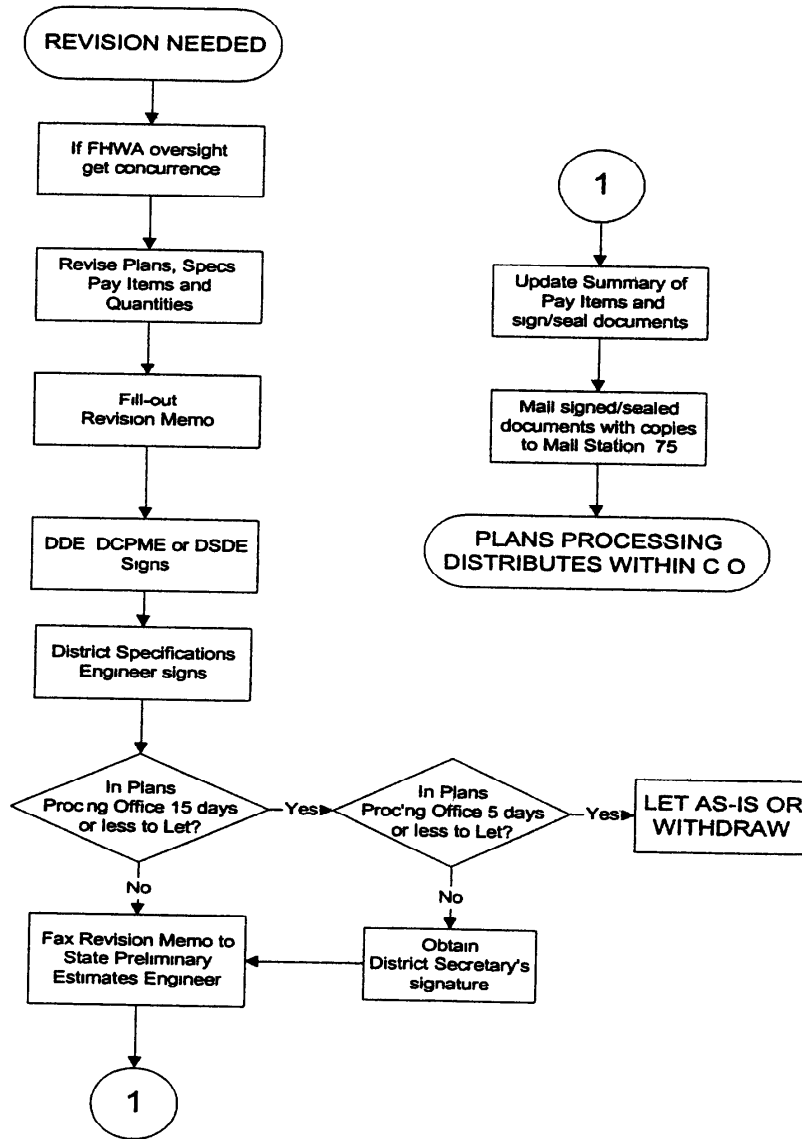 REVISION NEEDED
If FHWA oversight
get concurrence
Revise Plans, Specs
Pay Items and
Quantities
Fill-out
Revision Memo
DDE DCPME or DSDE
Signs
District Specifications
Engineer signs
In Plans
Proc'ng Office 15 days
or less to Let?
Yes
In Plans
Proc'ng Office 5 days
or less to Let?
Yes
LET AS-IS OR
WITHDRAW
No
No
Fax Revision Memo to
State Preliminary
Estimates Engineer
Obtain
District Secretary's
signature
1
1
Update Summary of
Pay Items and
sign/seal documents
Mail signed/sealed
documents with copies
to Mail Station 75
PLANS PROCESSING
DISTRIBUTES WITHIN C O